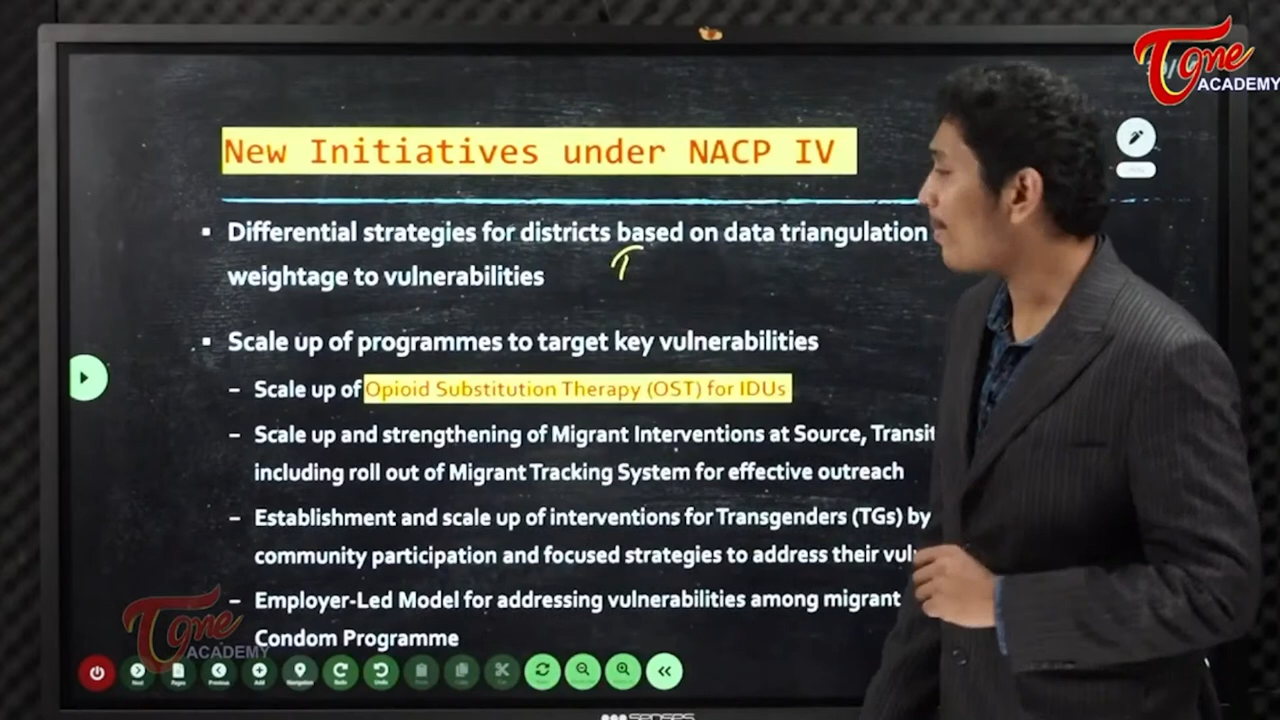 Tone
ACADEMY
New Initiatives under NACP IV
Differential strategies for districts based on data triangulation
weightage to vulnerabilities
Scale up of programmes to target key vulnerabilities
– Scale up of Opioid Substitution Therapy (OST) for IDUs
– Scale up and strengthening of Migrant Interventions at Source, Transit
including roll out of Migrant Tracking System for effective outreach
– Establishment and scale up of interventions for Transgenders (TGs) by
community participation and focused strategies to address their
– Employer-Led Model for addressing vulnerabilities among migrant
Condom Programme
Tone
ACADEMY